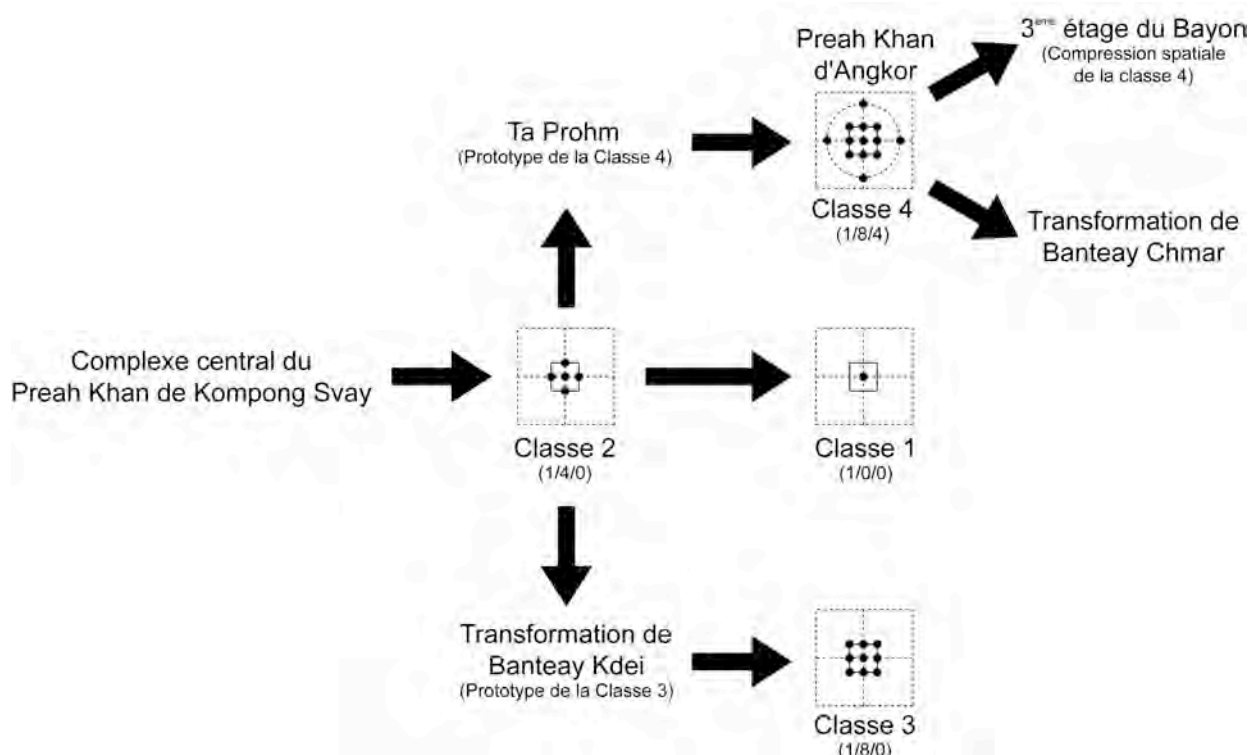 3ème étage du Bayon
(Compression spatiale
de la classe 4)
Preah Khan
d'Angkor
Ta Prohm
(Prototype de la Classe 4)
Classe 4
(1/8/4)
Transformation de
Banteay Chmar
Complexe central du
Preah Khan de Kompong Svay
Classe 2
(1/4/0)
Classe 1
(1/0/0)
Transformation de
Banteay Kdei
(Prototype de la Classe 3)
Classe 3
(1/8/0)